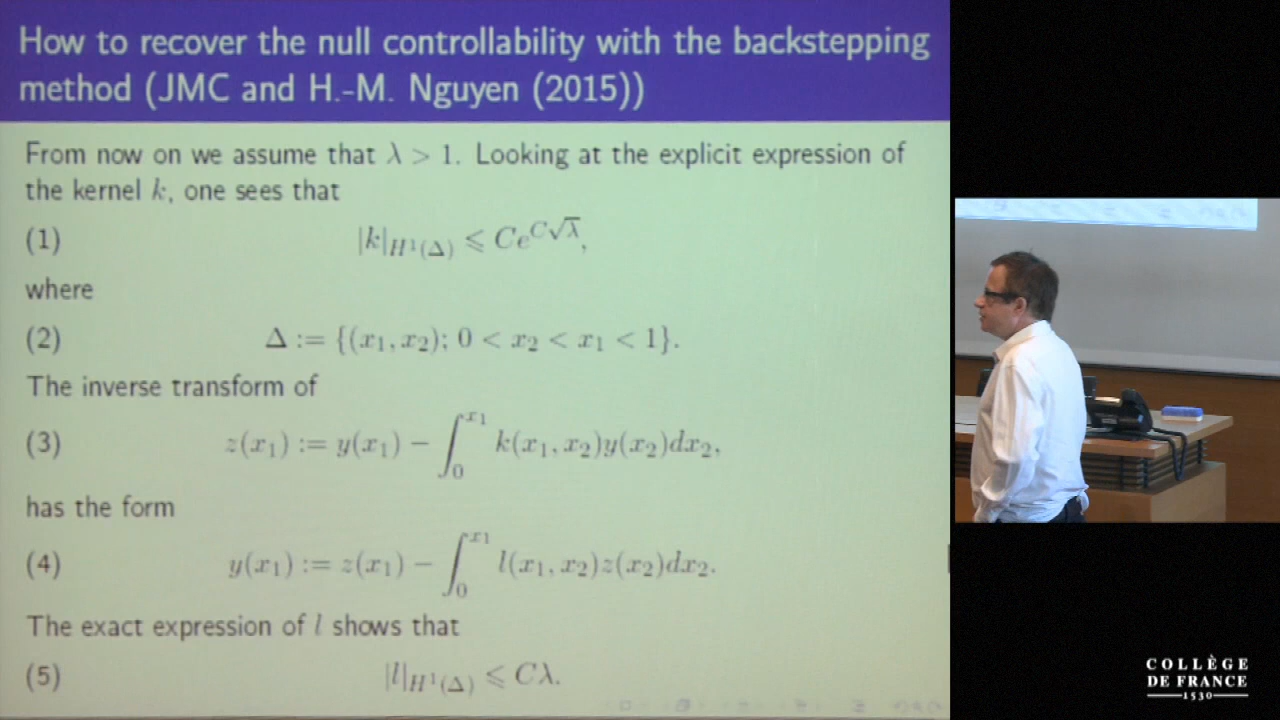 How to recover the null controllability with the backstepping
method (JMC and H.-M. Nguyen (2015))
From now on we assume that λ > 1. Looking at the explicit expression of
the kernel k, one sees that
(1) |k|_{H^1(Δ)} ⩽ Ce^{C√λ},
where
(2) Δ := {(x_1, x_2); 0 < x_2 < x_1 < 1}.
The inverse transform of
(3) z(x_1) := y(x_1) − ∫_0^{x_1} k(x_1, x_2)y(x_2)dx_2,
has the form
(4) y(x_1) := z(x_1) − ∫_0^{x_1} l(x_1, x_2)z(x_2)dx_2.
The exact expression of l shows that
(5) |l|_{H^1(Δ)} ⩽ Cλ.
COLLÈGE
DE FRANCE
1530